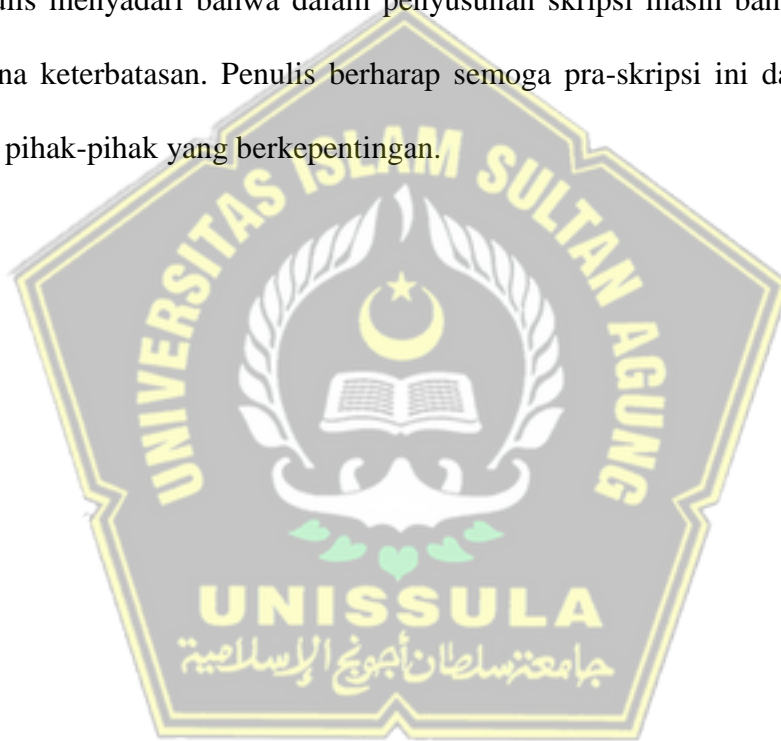 lis menyadari bahwa dalam penyusunan skripsi masih ban
na keterbatasan. Penulis berharap semoga pra-skripsi ini da
pihak-pihak yang berkepentingan.
UNIVERSITAS ISLAM SULTAN AGUNG
UNISSULA
جامعة سلطان أجونج الإسلامية